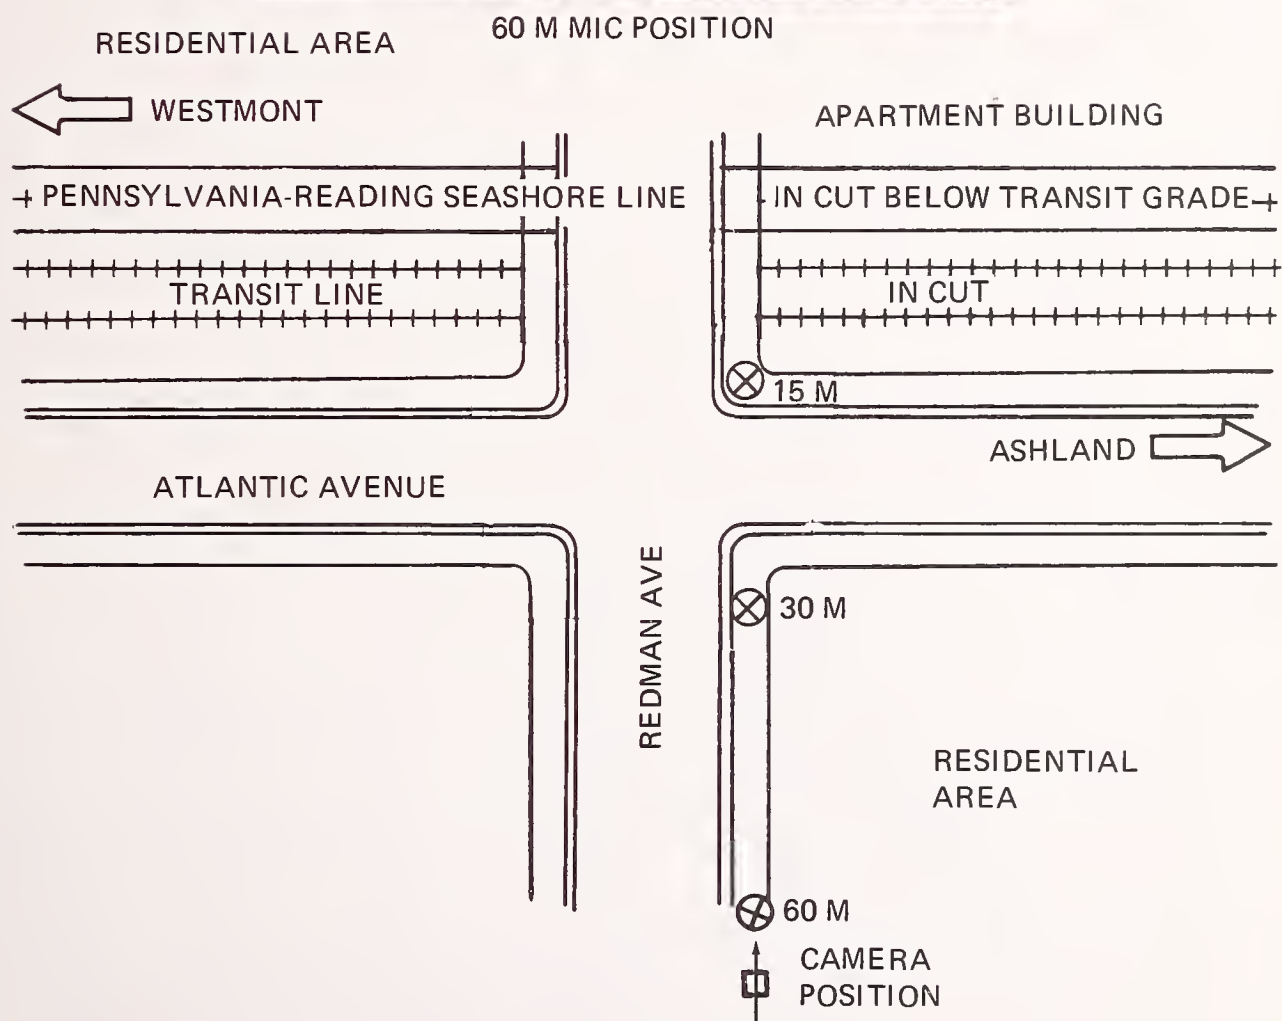 60 M MIC POSITION
RESIDENTIAL AREA
WESTMONT
APARTMENT BUILDING
PENNSYLVANIA-READING SEASHORE LINE
IN CUT BELOW TRANSIT GRADE
TRANSIT LINE
IN CUT
15 M
ASHLAND
ATLANTIC AVENUE
REDMAN AVE
30 M
RESIDENTIAL
AREA
60 M
CAMERA
POSITION